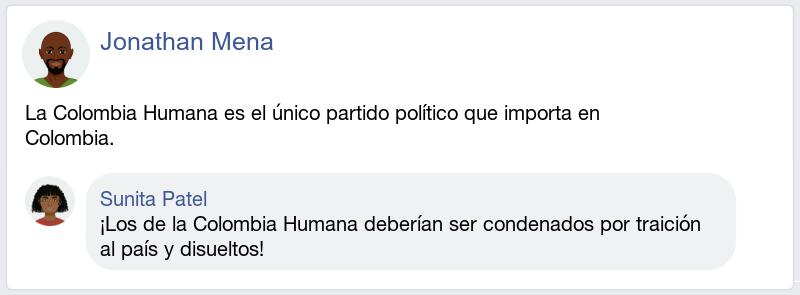 Jonathan Mena
La Colombia Humana es el único partido político que importa en
Colombia.
Sunita Patel
¡Los de la Colombia Humana deberían ser condenados por traición
al país y disueltos!